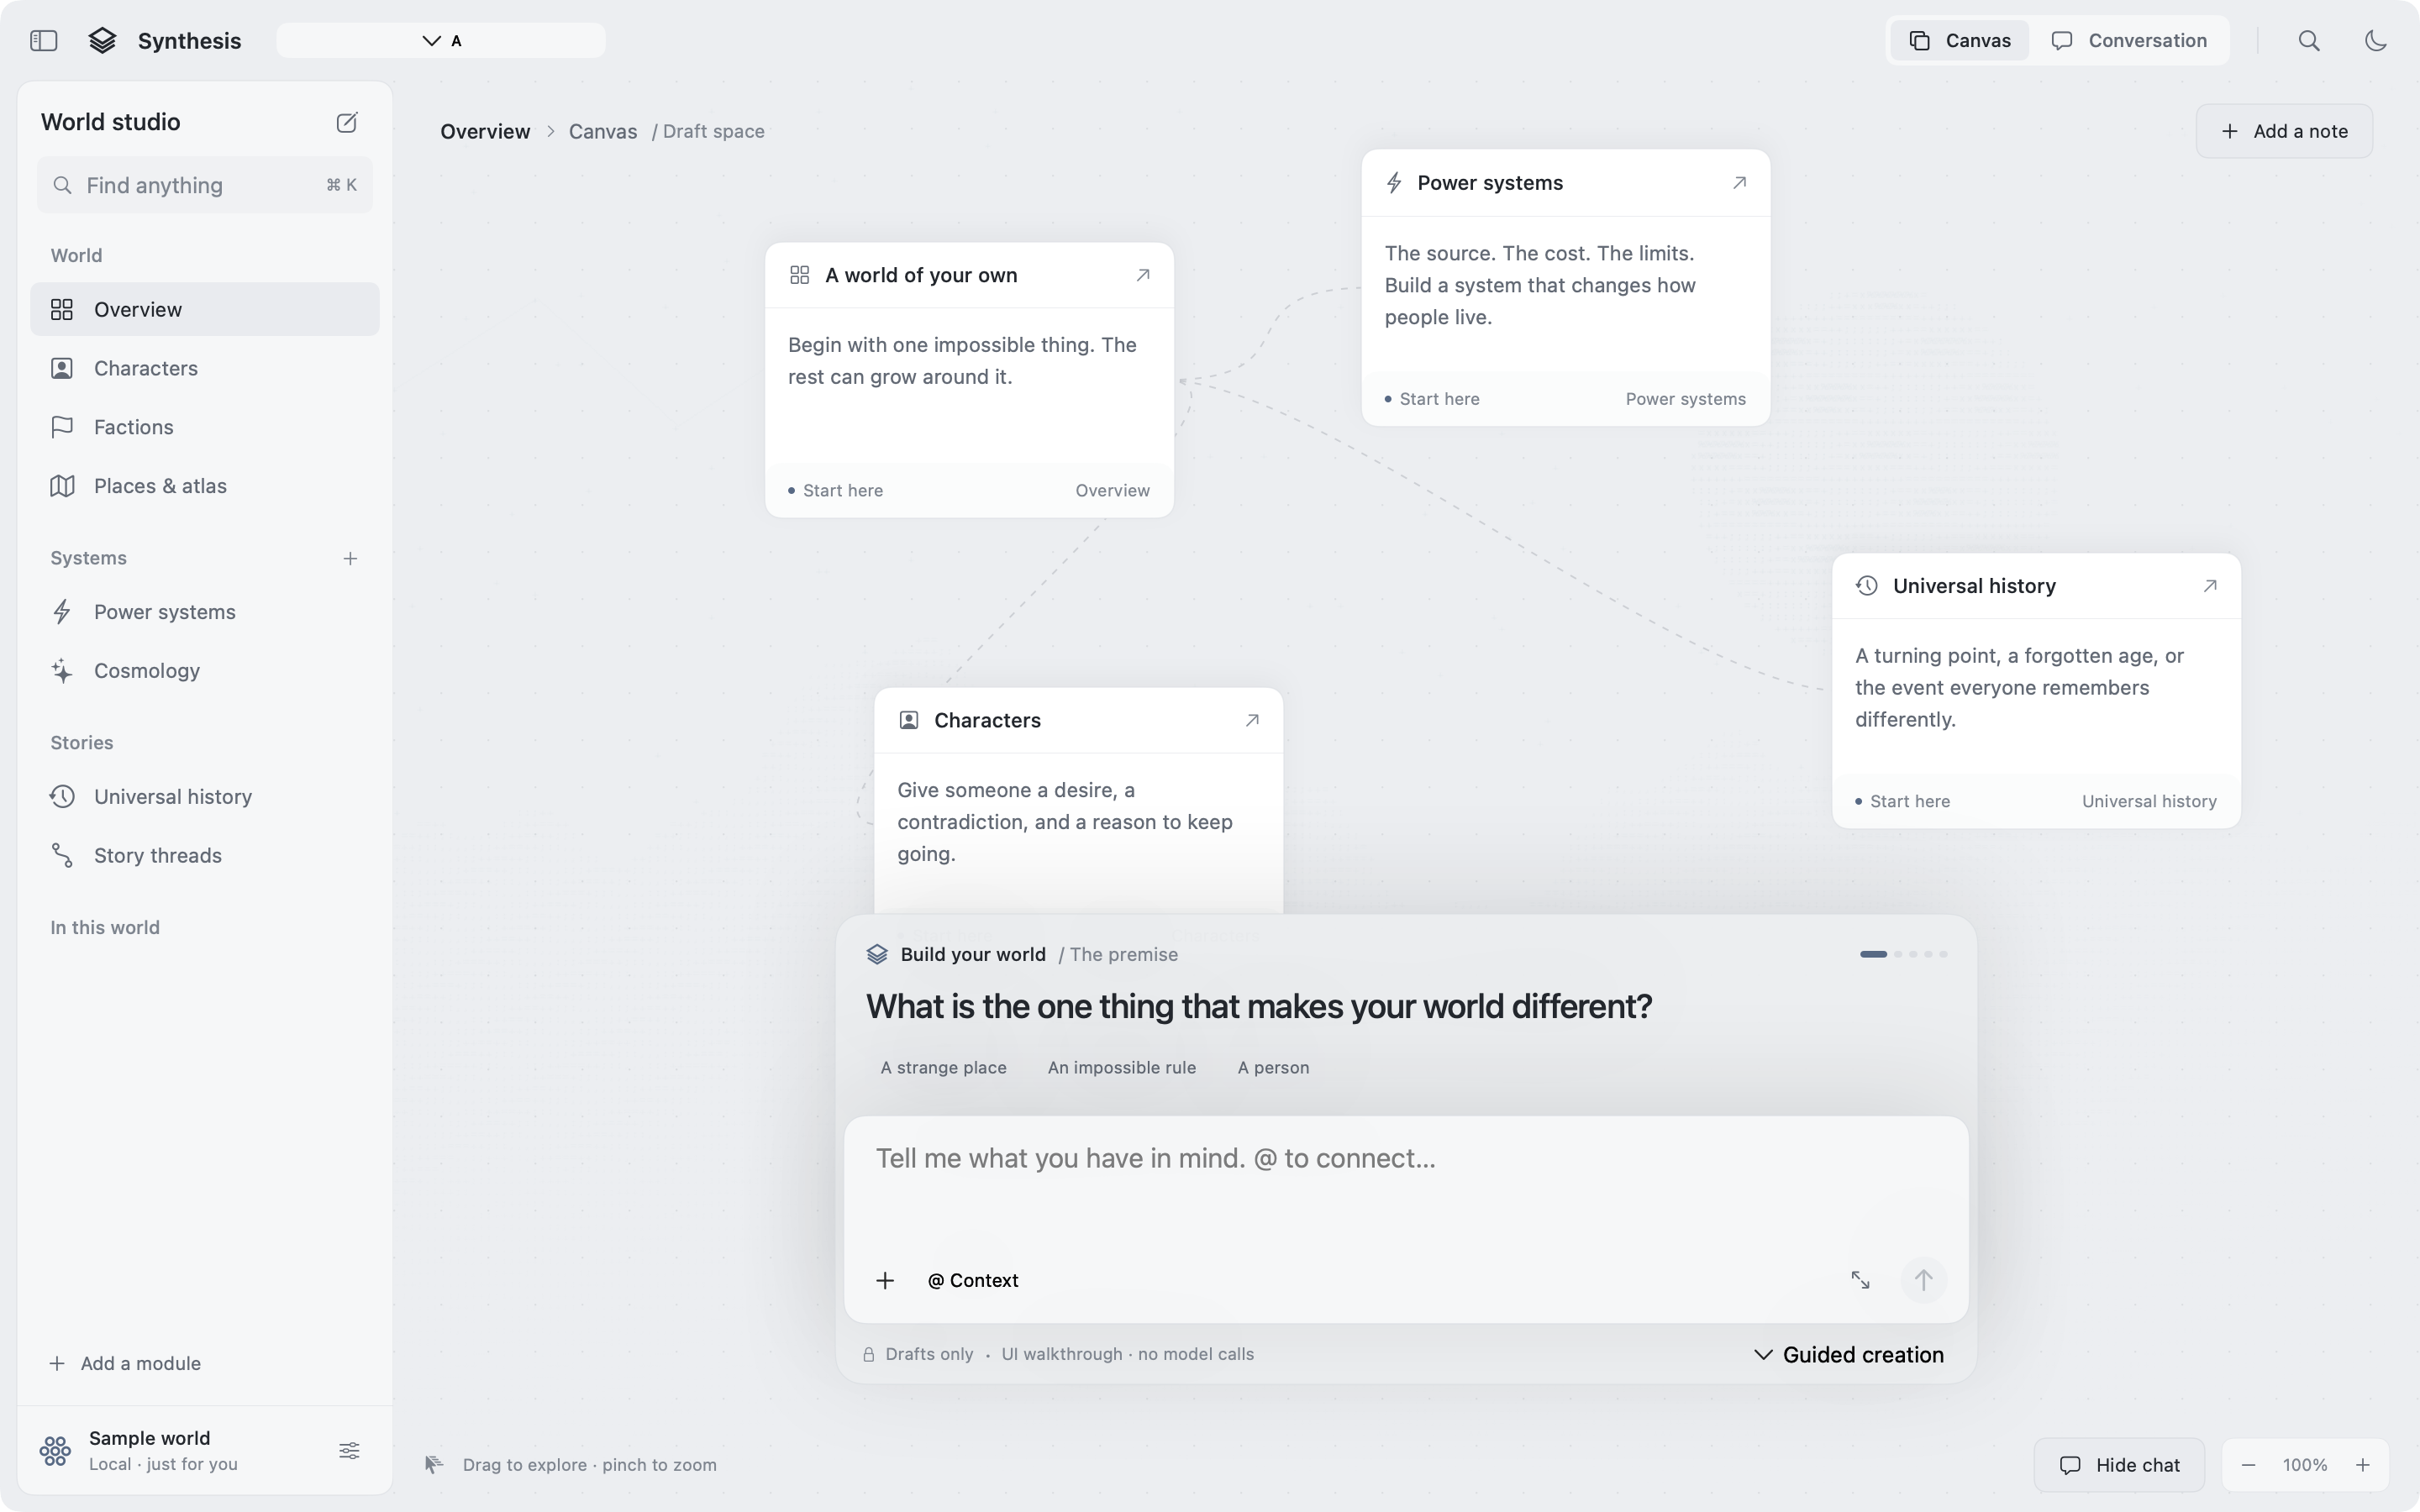 Synthesis
A
Canvas
Conversation
World studio
Find anything
⌘ K
World
Overview
Characters
Factions
Places & atlas
Systems
Power systems
Cosmology
Stories
Universal history
Story threads
In this world
Add a module
Sample world
Local · just for you
Overview > Canvas / Draft space
Add a note
A world of your own
Begin with one impossible thing. The
rest can grow around it.
Start here
Overview
Power systems
The source. The cost. The limits.
Build a system that changes how
people live.
Start here
Power systems
Universal history
A turning point, a forgotten age, or
the event everyone remembers
differently.
Start here
Universal history
Characters
Give someone a desire, a
contradiction, and a reason to keep
going.
Build your world / The premise
What is the one thing that makes your world different?
A strange place
An impossible rule
A person
Tell me what you have in mind. @ to connect...
@ Context
Drafts only · UI walkthrough · no model calls
Guided creation
Drag to explore · pinch to zoom
Hide chat
100%